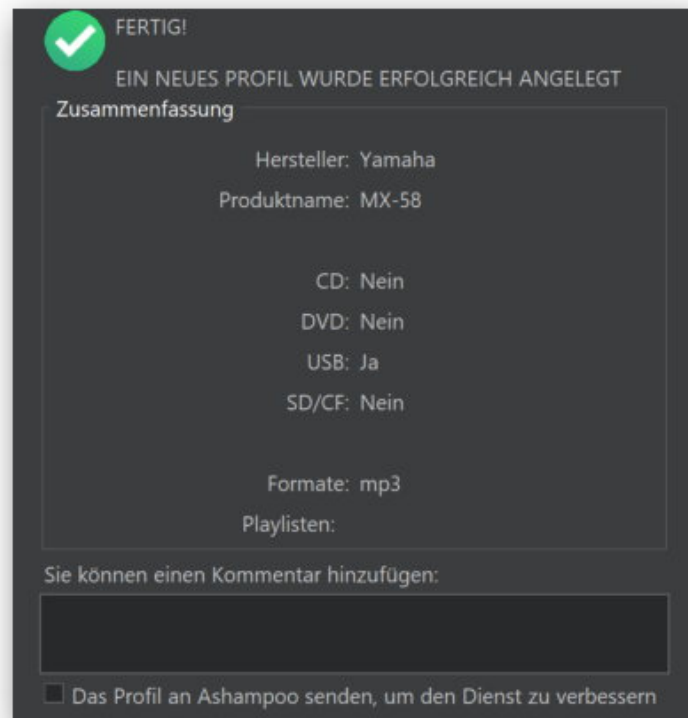 FERTIG!
EIN NEUES PROFIL WURDE ERFOLGREICH ANGELEGT
Zusammenfassung
Hersteller: Yamaha
Produktname: MX-58
CD: Nein
DVD: Nein
USB: Ja
SD/CF: Nein
Formate: mp3
Playlisten:
Sie können einen Kommentar hinzufügen:
Das Profil an Ashampoo senden, um den Dienst zu verbessern